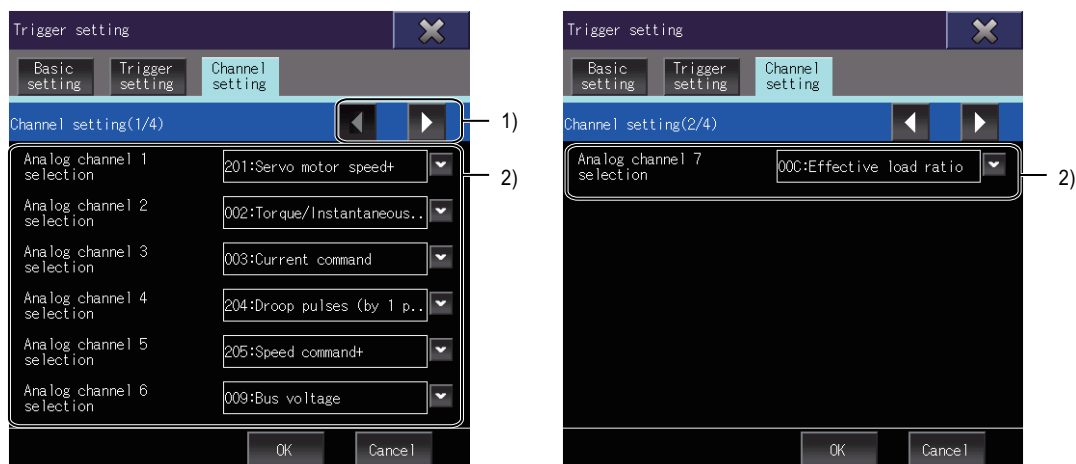 Trigger setting
Basic
setting
Trigger
setting
Channel
setting
Channel setting(1/4)
1)
Analog channel 1
selection
201:Servo motor speed+
2)
Analog channel 2
selection
002:Torque/Instantaneous..
Analog channel 3
selection
003:Current command
Analog channel 4
selection
204:Droop pulses (by 1 p..
Analog channel 5
selection
205:Speed command+
Analog channel 6
selection
009:Bus voltage
OK
Cancel
Trigger setting
Basic
setting
Trigger
setting
Channel
setting
Channel setting(2/4)
Analog channel 7
selection
00C:Effective load ratio
2)
OK
Cancel